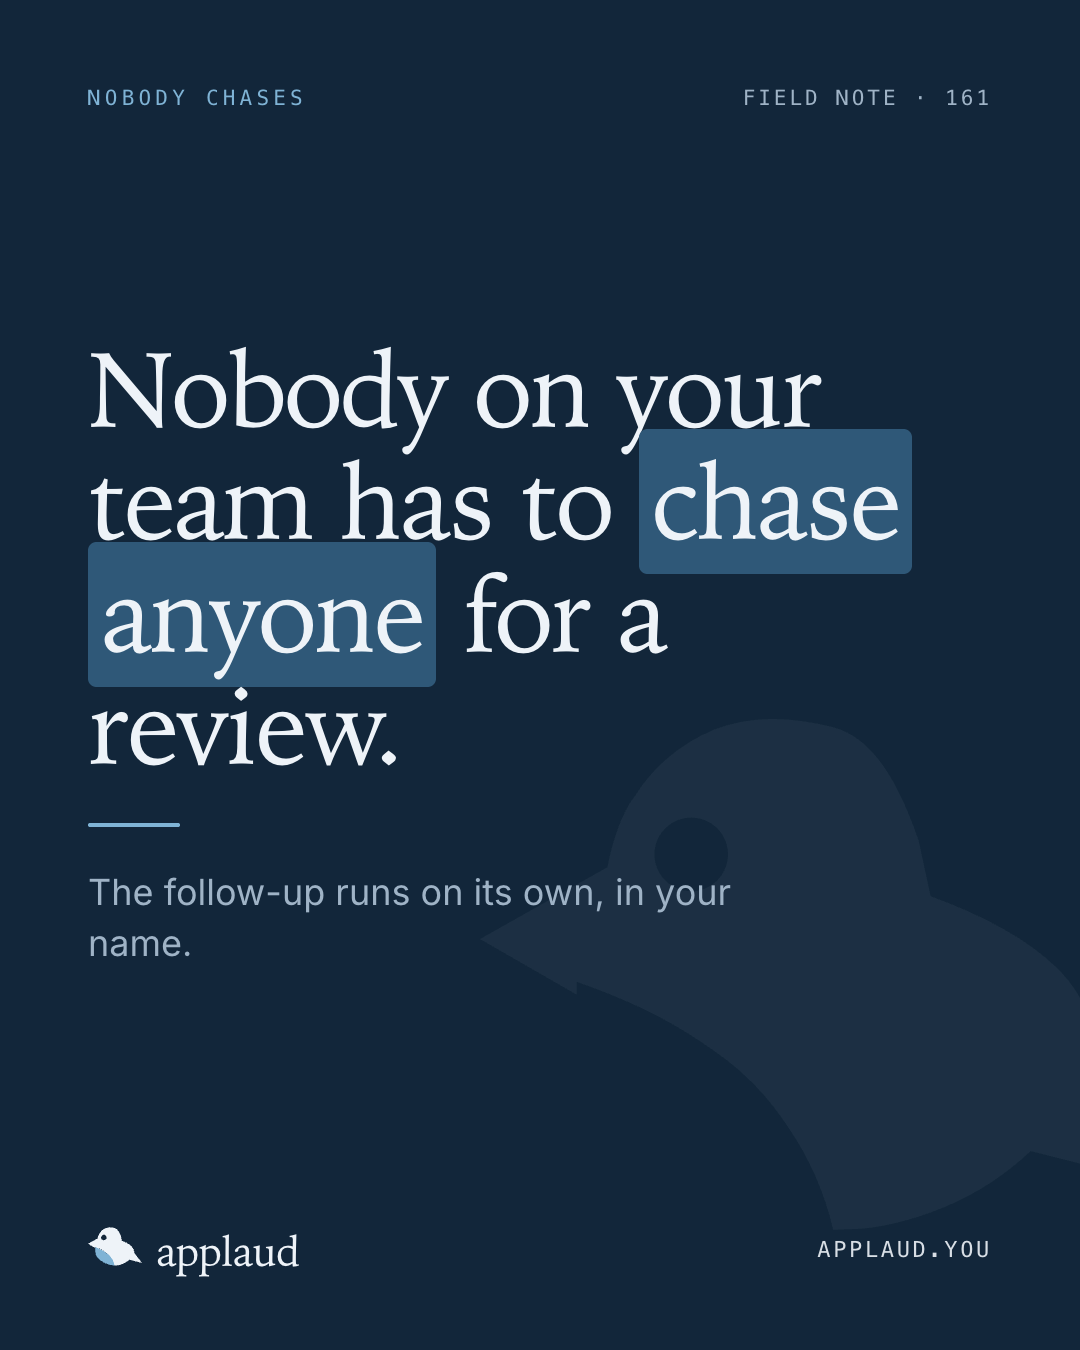 NOBODY CHASES
FIELD NOTE · 161
Nobody on your
team has to chase
anyone for a
review.
The follow-up runs on its own, in your
name.
applaud
APPLAUD.YOU